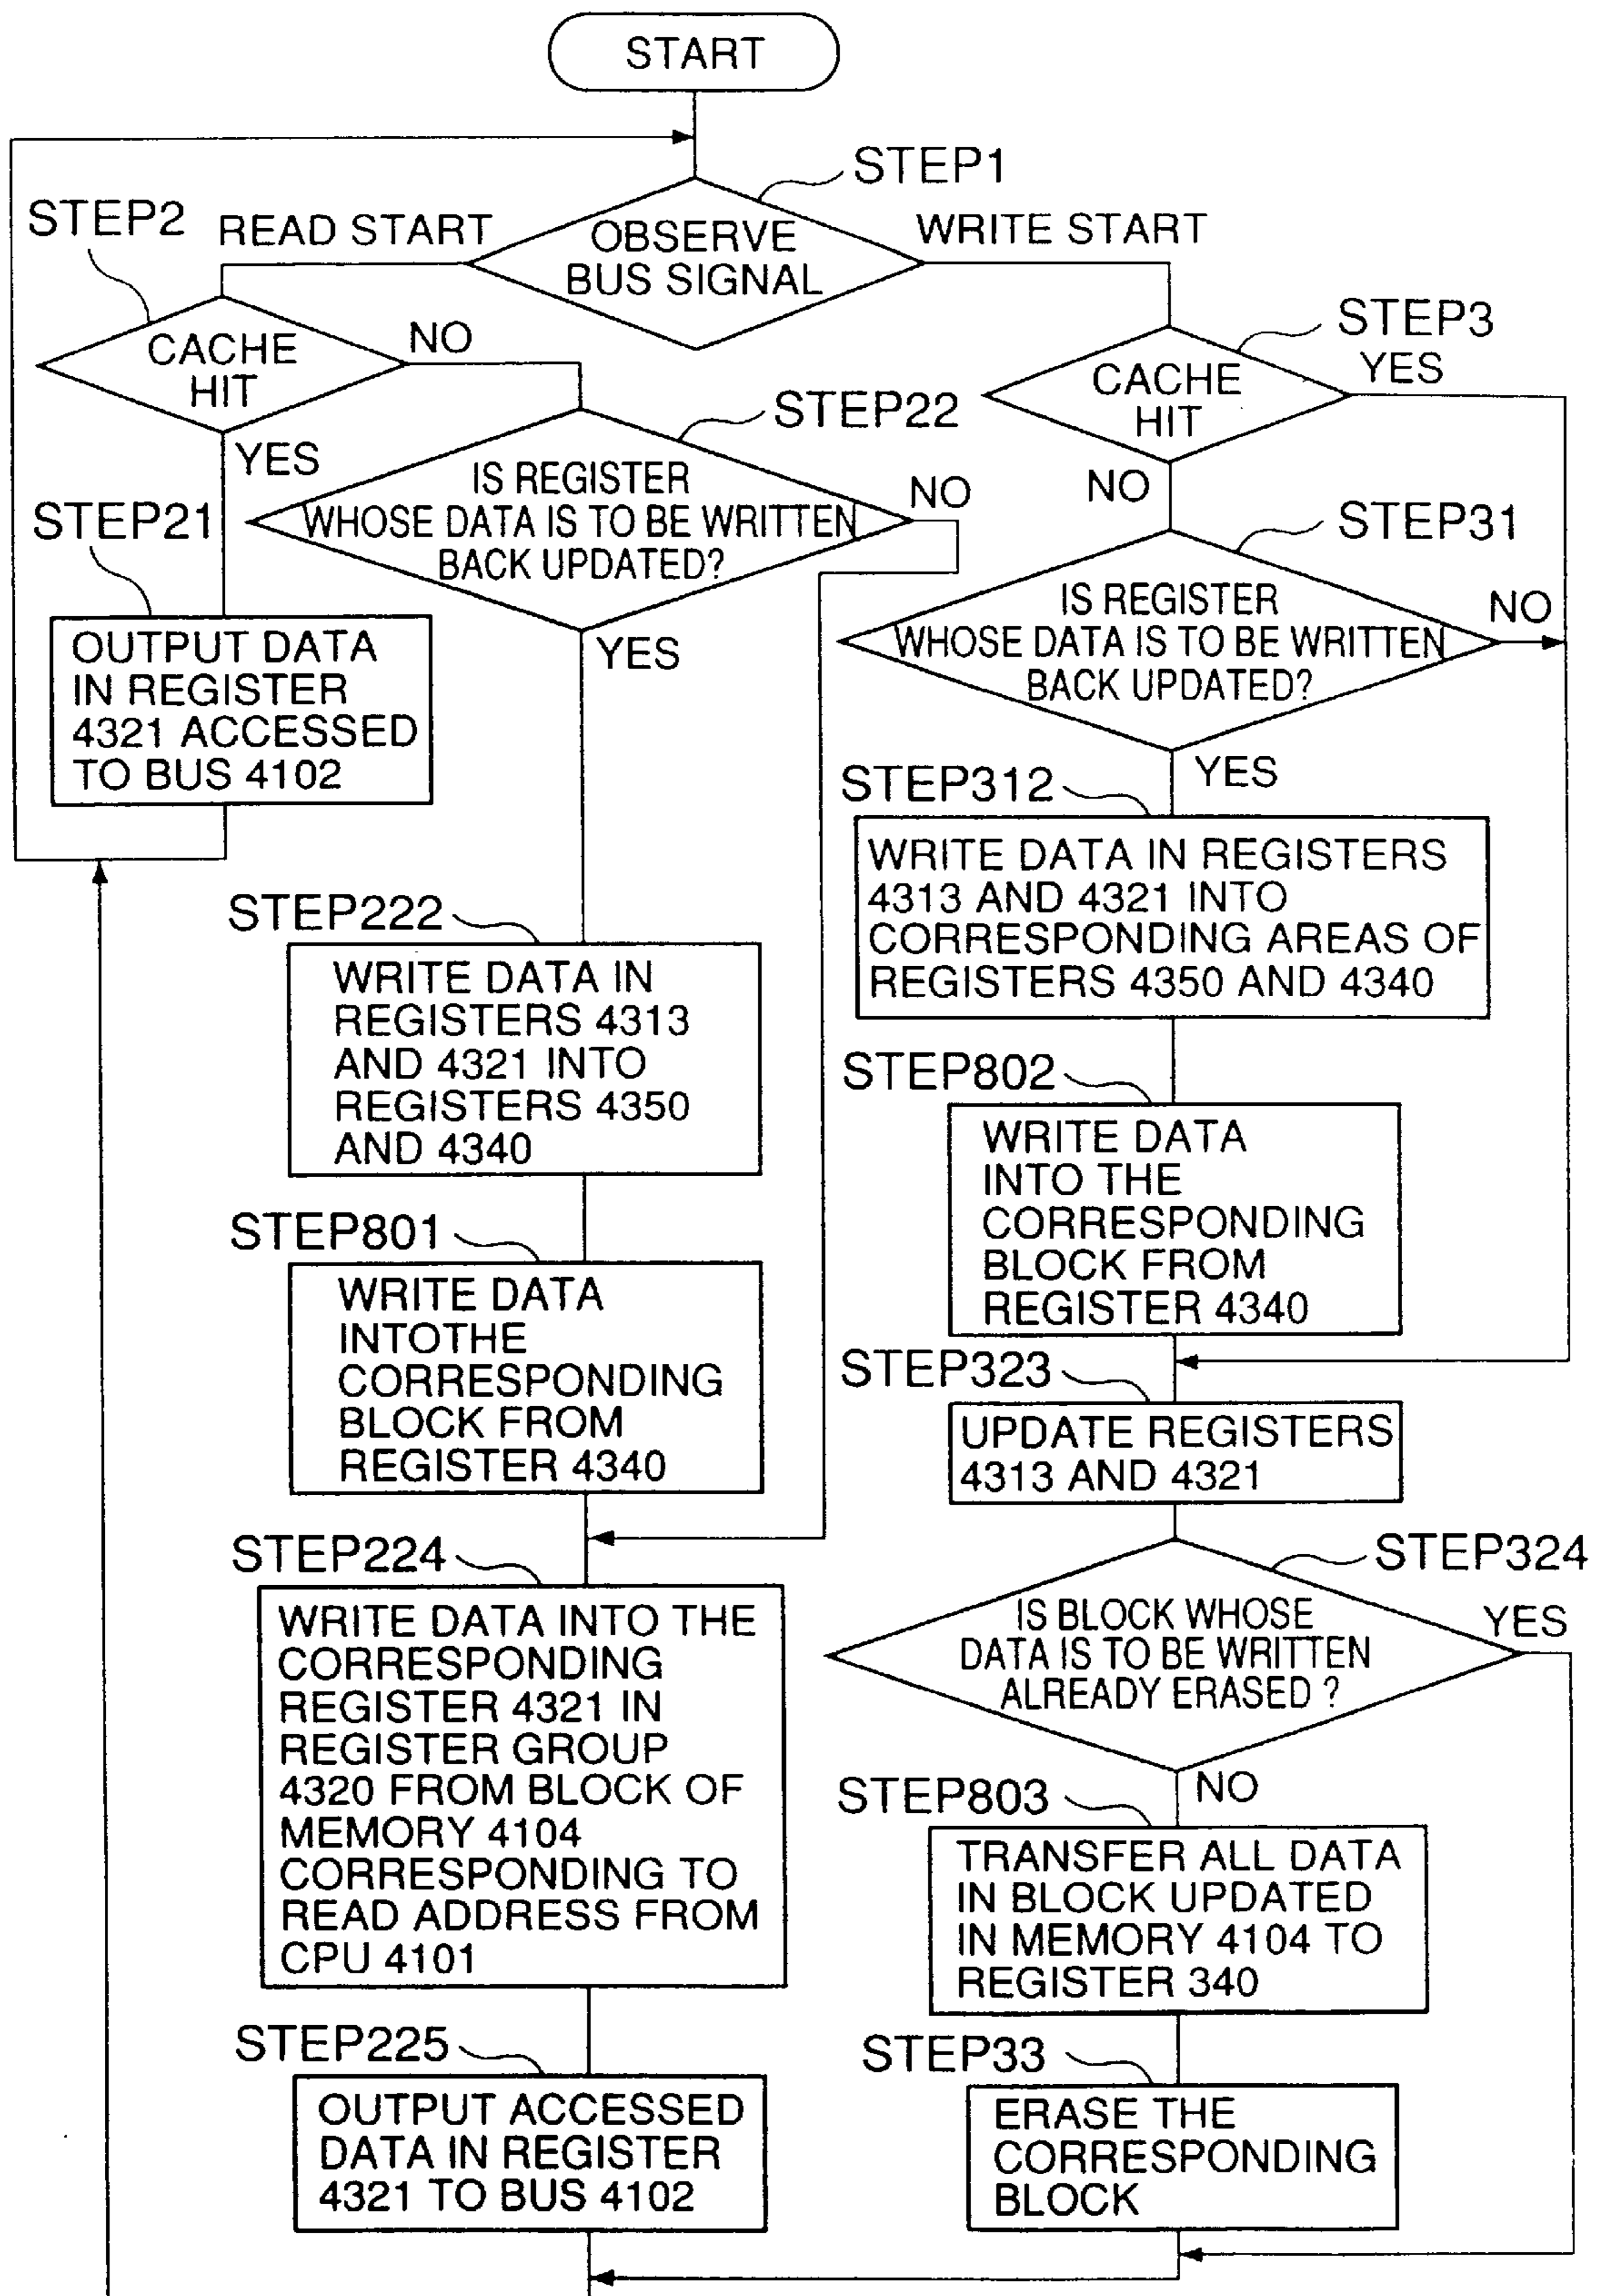 START
STEP1
STEP2
READ START
OBSERVE
BUS SIGNAL
WRITE START
STEP3
CACHE
HIT
NO
YES
STEP22
CACHE
HIT
YES
NO
STEP21
IS REGISTER
WHOSE DATA IS TO BE WRITTEN
BACK UPDATED?
NO
YES
STEP31
IS REGISTER
WHOSE DATA IS TO BE WRITTEN
BACK UPDATED?
NO
YES
OUTPUT DATA
IN REGISTER
4321 ACCESSED
TO BUS 4102
STEP312
WRITE DATA IN REGISTERS
4313 AND 4321 INTO
CORRESPONDING AREAS OF
REGISTERS 4350 AND 4340
STEP222
WRITE DATA IN
REGISTERS 4313
AND 4321 INTO
REGISTERS 4350
AND 4340
STEP802
WRITE DATA
INTO THE
CORRESPONDING
BLOCK FROM
REGISTER 4340
STEP801
WRITE DATA
INTOTHE
CORRESPONDING
BLOCK FROM
REGISTER 4340
STEP323
UPDATE REGISTERS
4313 AND 4321
STEP224
WRITE DATA INTO THE
CORRESPONDING
REGISTER 4321 IN
REGISTER GROUP
4320 FROM BLOCK OF
MEMORY 4104
CORRESPONDING TO
READ ADDRESS FROM
CPU 4101
STEP324
IS BLOCK WHOSE
DATA IS TO BE WRITTEN
ALREADY ERASED ?
YES
NO
STEP803
TRANSFER ALL DATA
IN BLOCK UPDATED
IN MEMORY 4104 TO
REGISTER 340
STEP225
OUTPUT ACCESSED
DATA IN REGISTER
4321 TO BUS 4102
STEP33
ERASE THE
CORRESPONDING
BLOCK